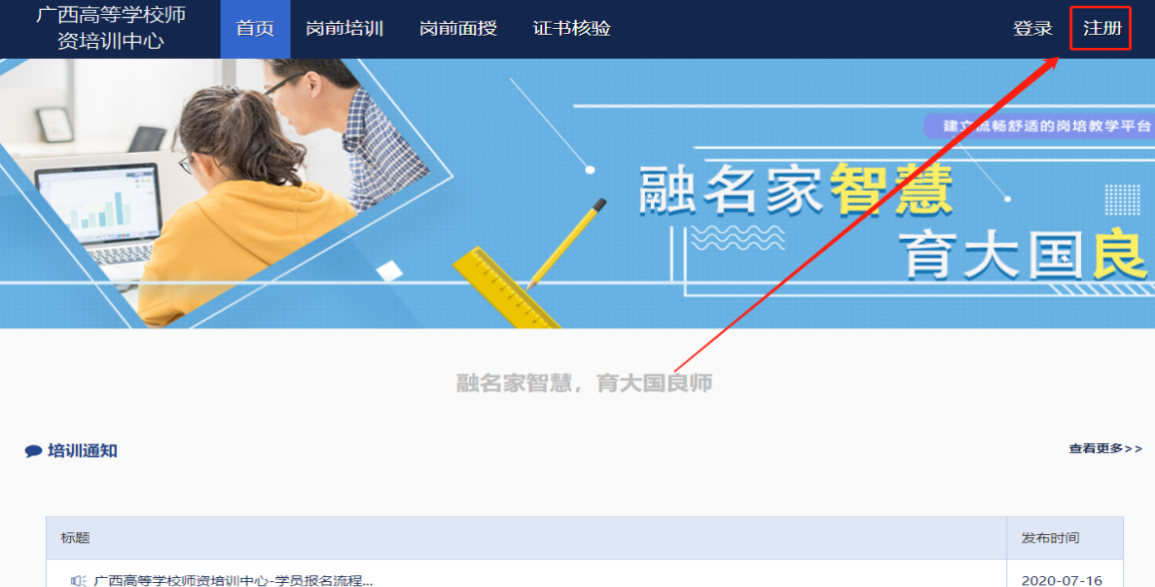 广西高等学校师
资培训中心
首页
岗前培训
岗前面授
证书核验
登录
注册
建立流畅舒适的岗培教学平台
融名家智慧
育大国良
融名家智慧，育大国良师
培训通知
查看更多>>
标题
发布时间
广西高等学校师资培训中心-学员报名流程...
2020-07-16